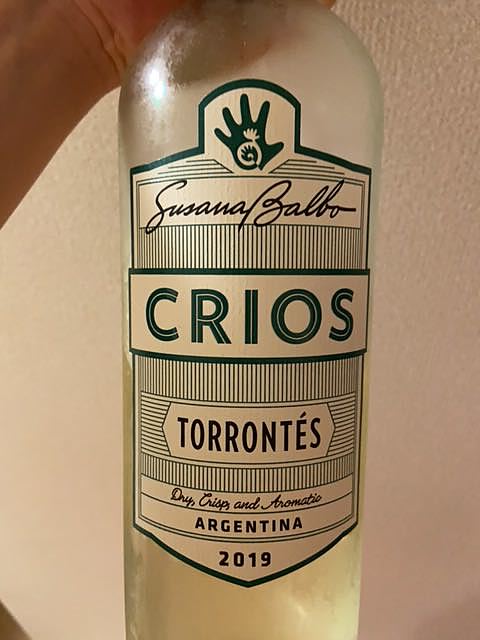 Susana Balbo
CRIOS
TORRONTÉS
Dry, Crisp, and Aromatic
ARGENTINA
2019